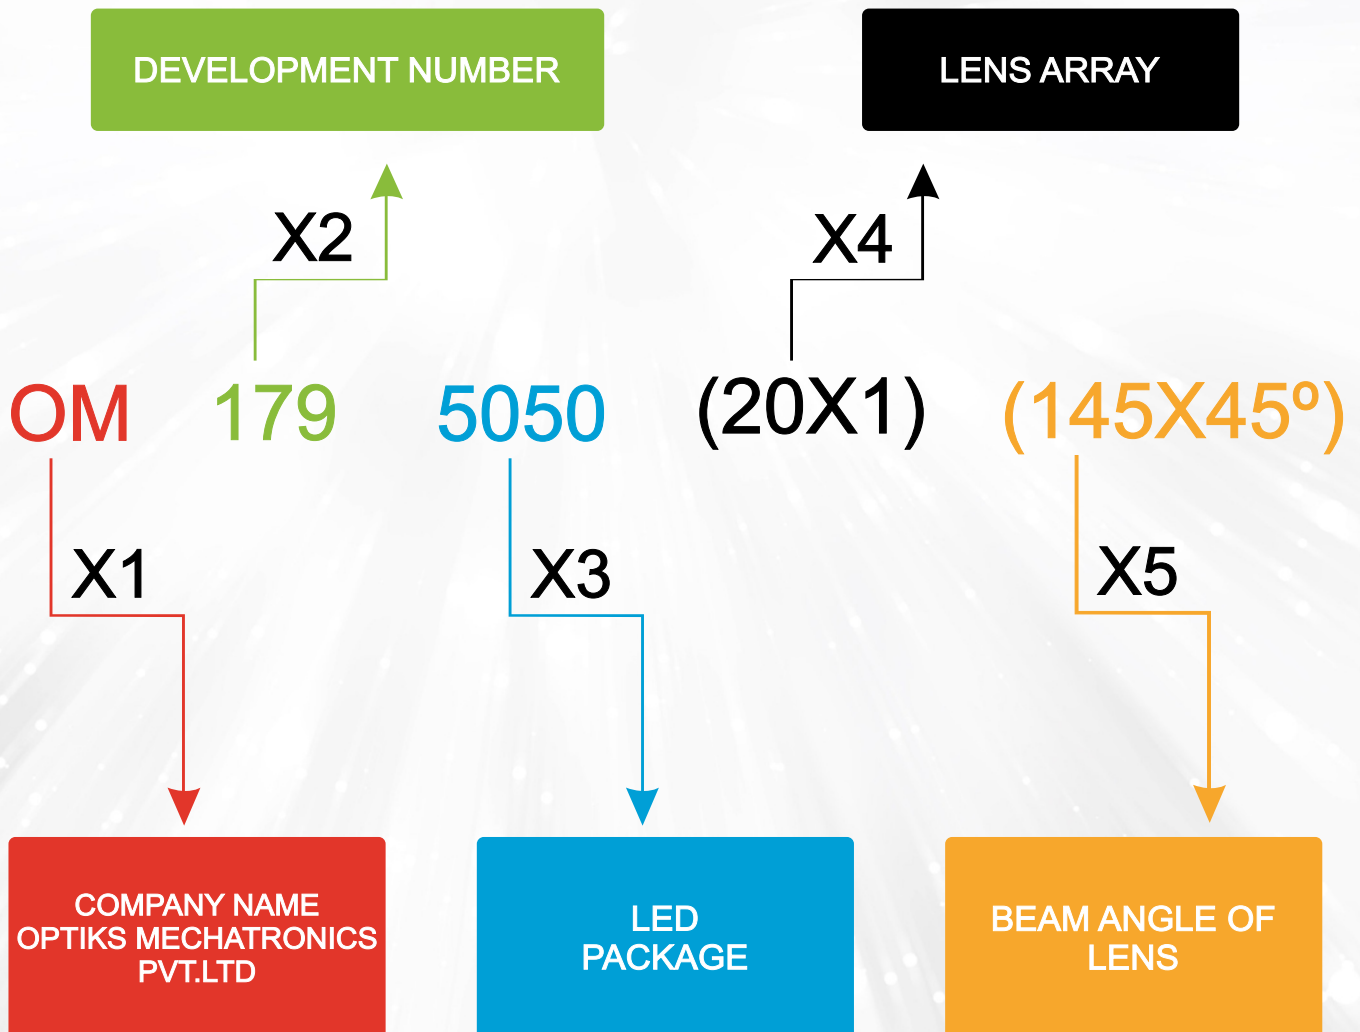 DEVELOPMENT NUMBER
LENS ARRAY
X2
X4
OM 179 5050 (20X1) (145X45º)
X1
X3
X5
COMPANY NAME
OPTIKS MECHATRONICS
PVT.LTD
LED
PACKAGE
BEAM ANGLE OF
LENS